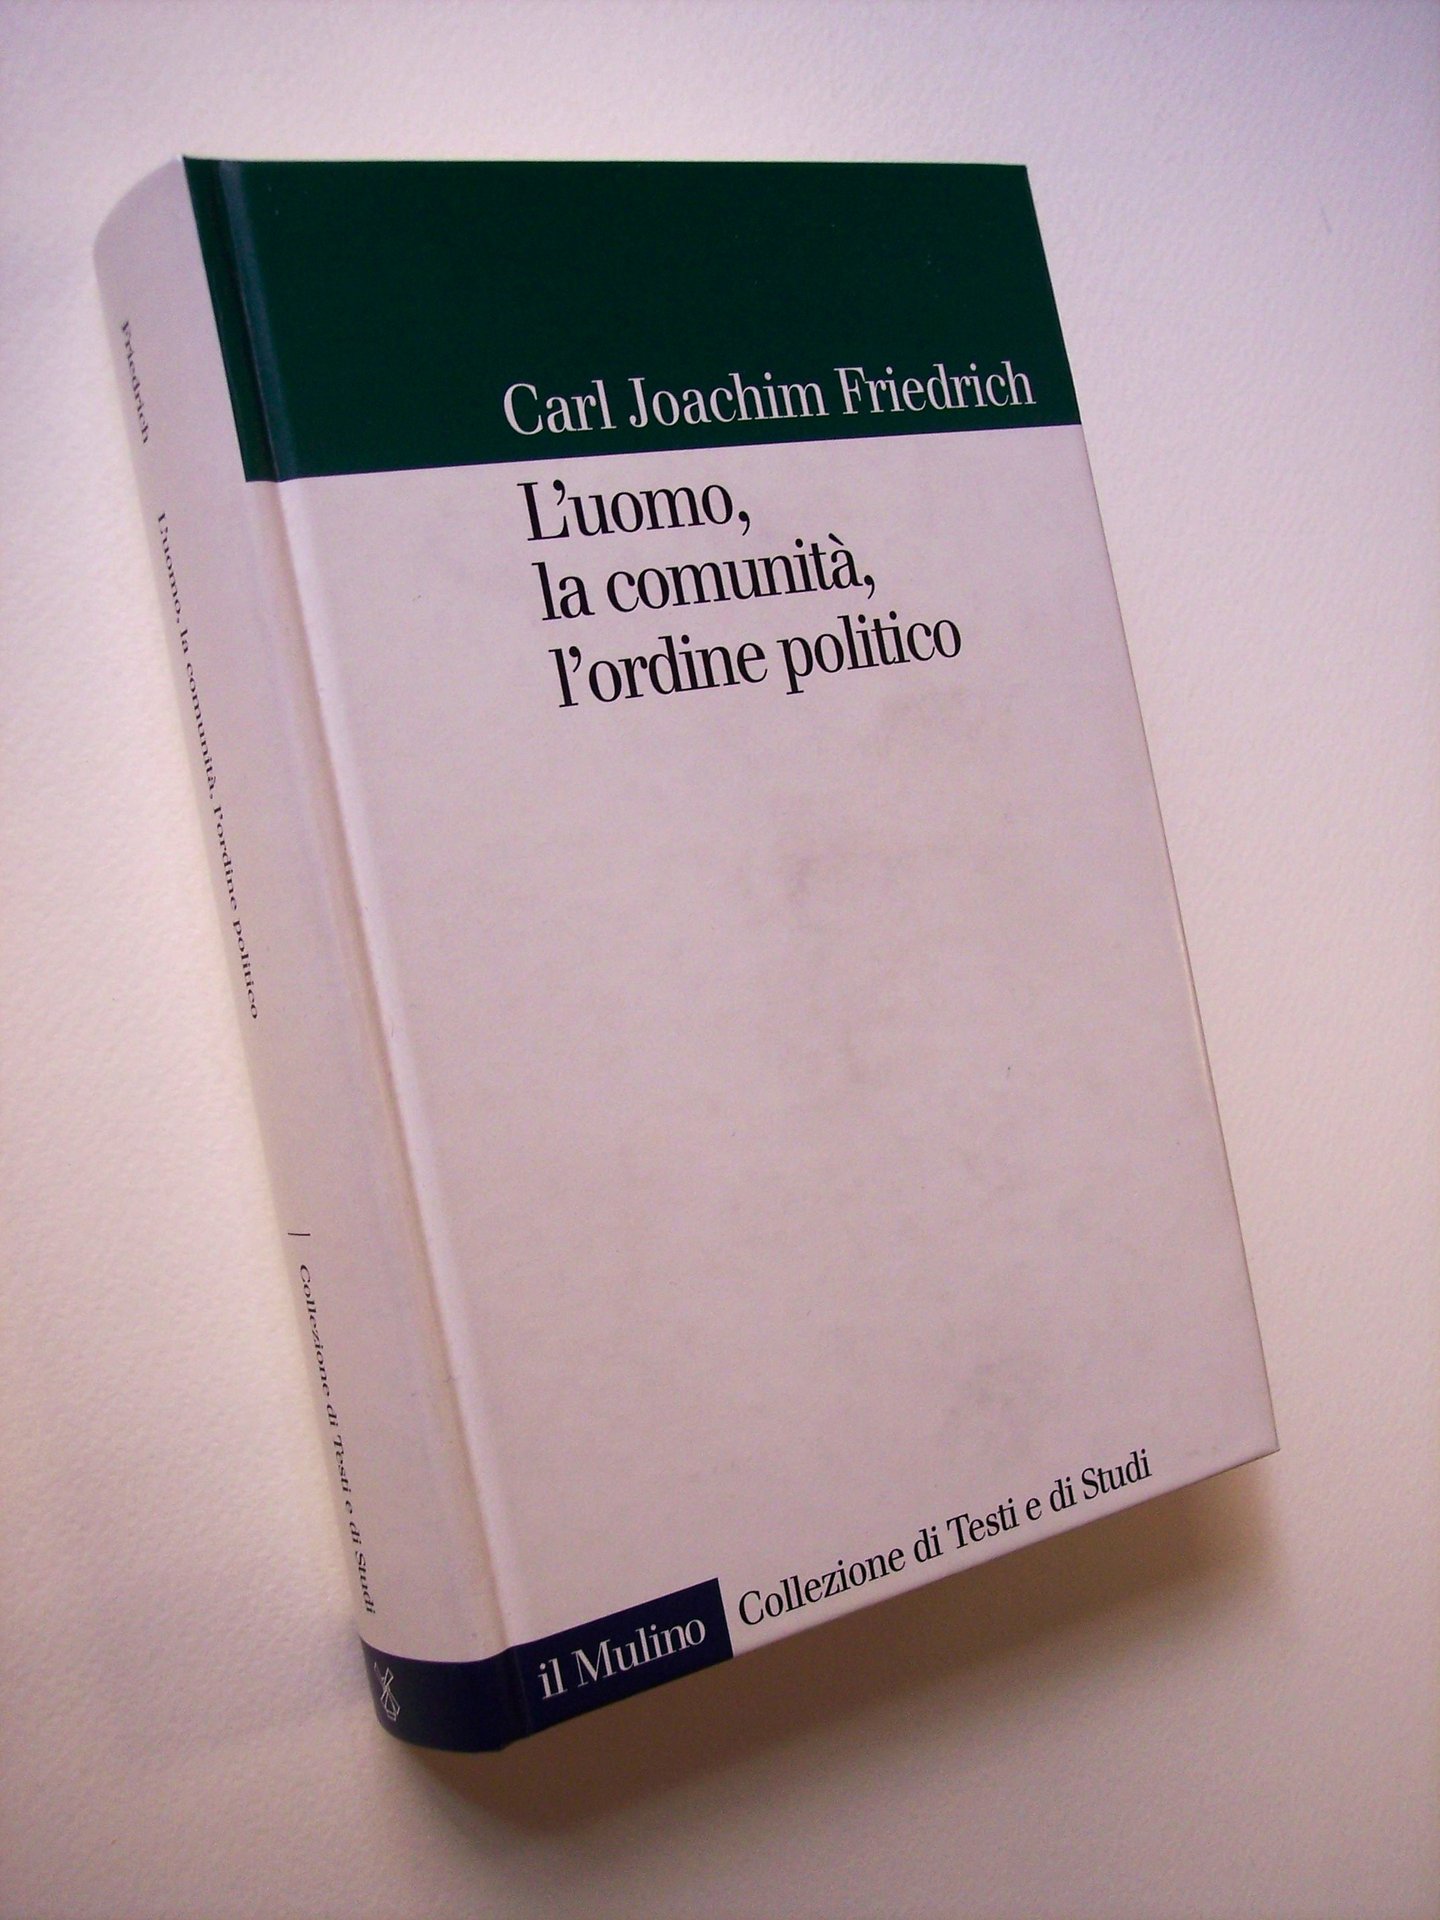 Carl Joachim Friedrich
L'uomo,
la comunità,
l'ordine politico
il Mulino Collezione di Testi e di Studi
Friedrich L'uomo, la comunità, l'ordine politico | Collezione di Testi e di Studi